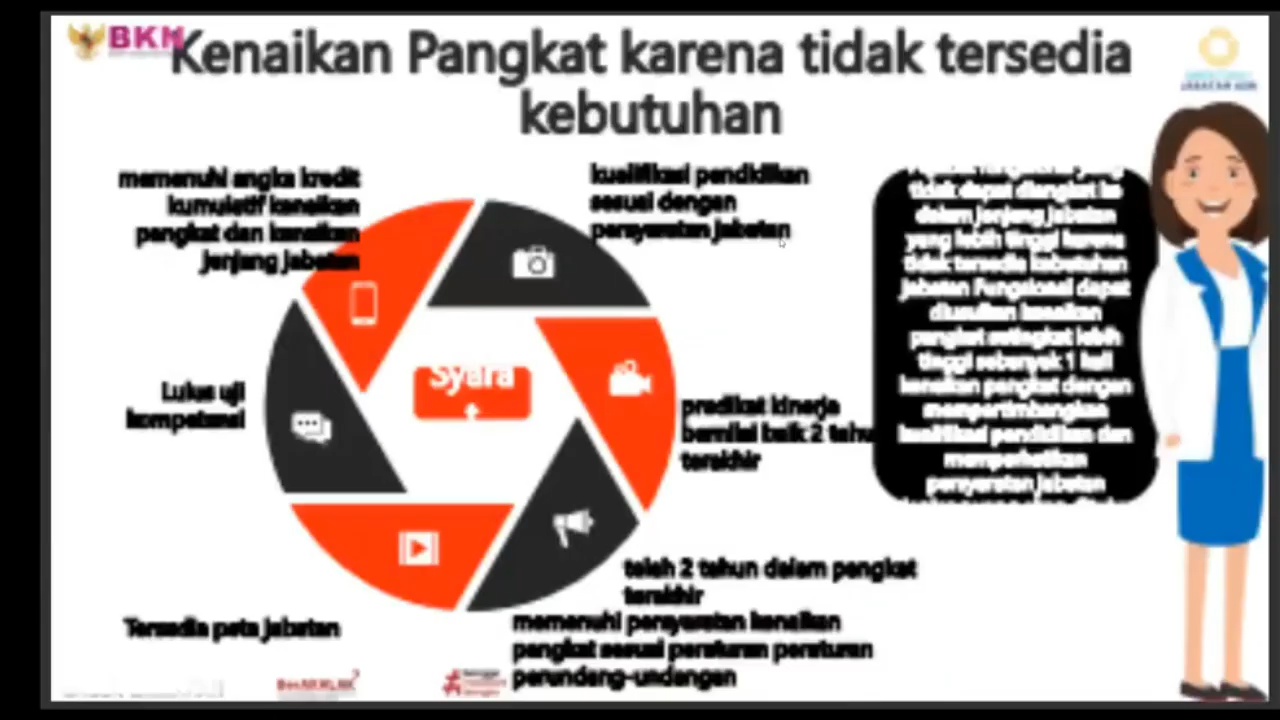 BKN
Kenaikan Pangkat karena tidak tersedia
kebutuhan
memenuhi angka kredit
kumulatif kenaikan
pangkat dan kenaikan
jenjang jabatan
kualifikasi pendidikan
sesuai dengan
persyaratan jabatan
tidak dapat diangkat ke
dalam jenjang jabatan
yang lebih tinggi karena
tidak tersedia kebutuhan
Jabatan Fungsional dapat
diusulkan kenaikan
pangkat setingkat lebih
tinggi sebanyak 1 kali
kenaikan pangkat dengan
mempertimbangkan
kualifikasi pendidikan dan
memperhatikan
persyaratan jabatan
Syara
Lulus uji
kompetensi
predikat kinerja
bernilai baik 2 tahu
terakhir
telah 2 tahun dalam pangkat
terakhir
memenuhi persyaratan kenaikan
pangkat sesuai peraturan peraturan
perundang-undangan
Tersedia peta jabatan
BerAKHLAK